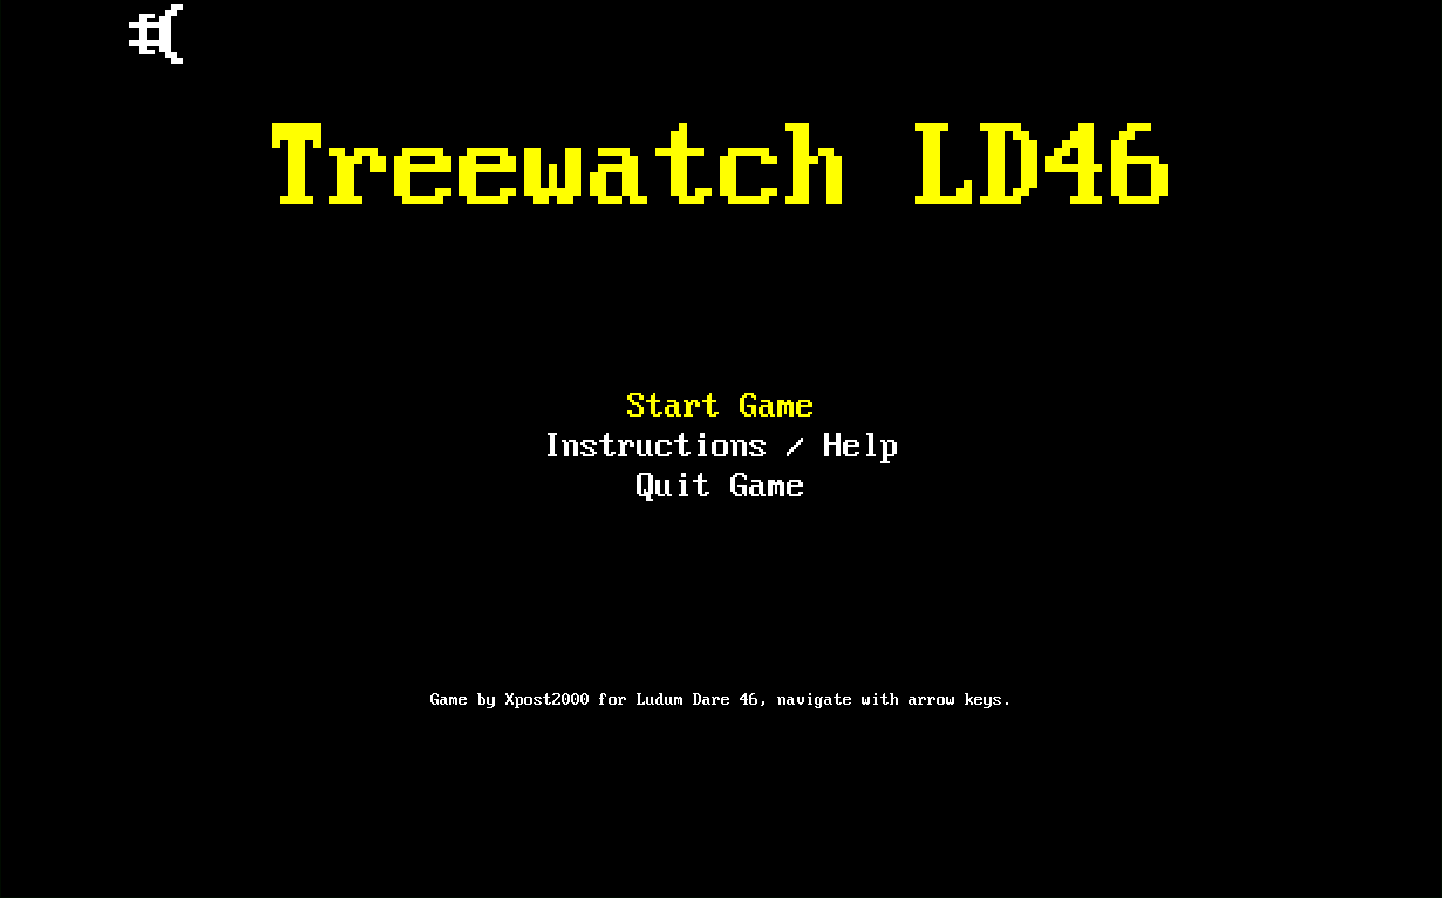 Treewatch LD46
Start Game
Instructions / Help
Quit Game
Game by Xpost2000 for Ludum Dare 46, navigate with arrow keys.